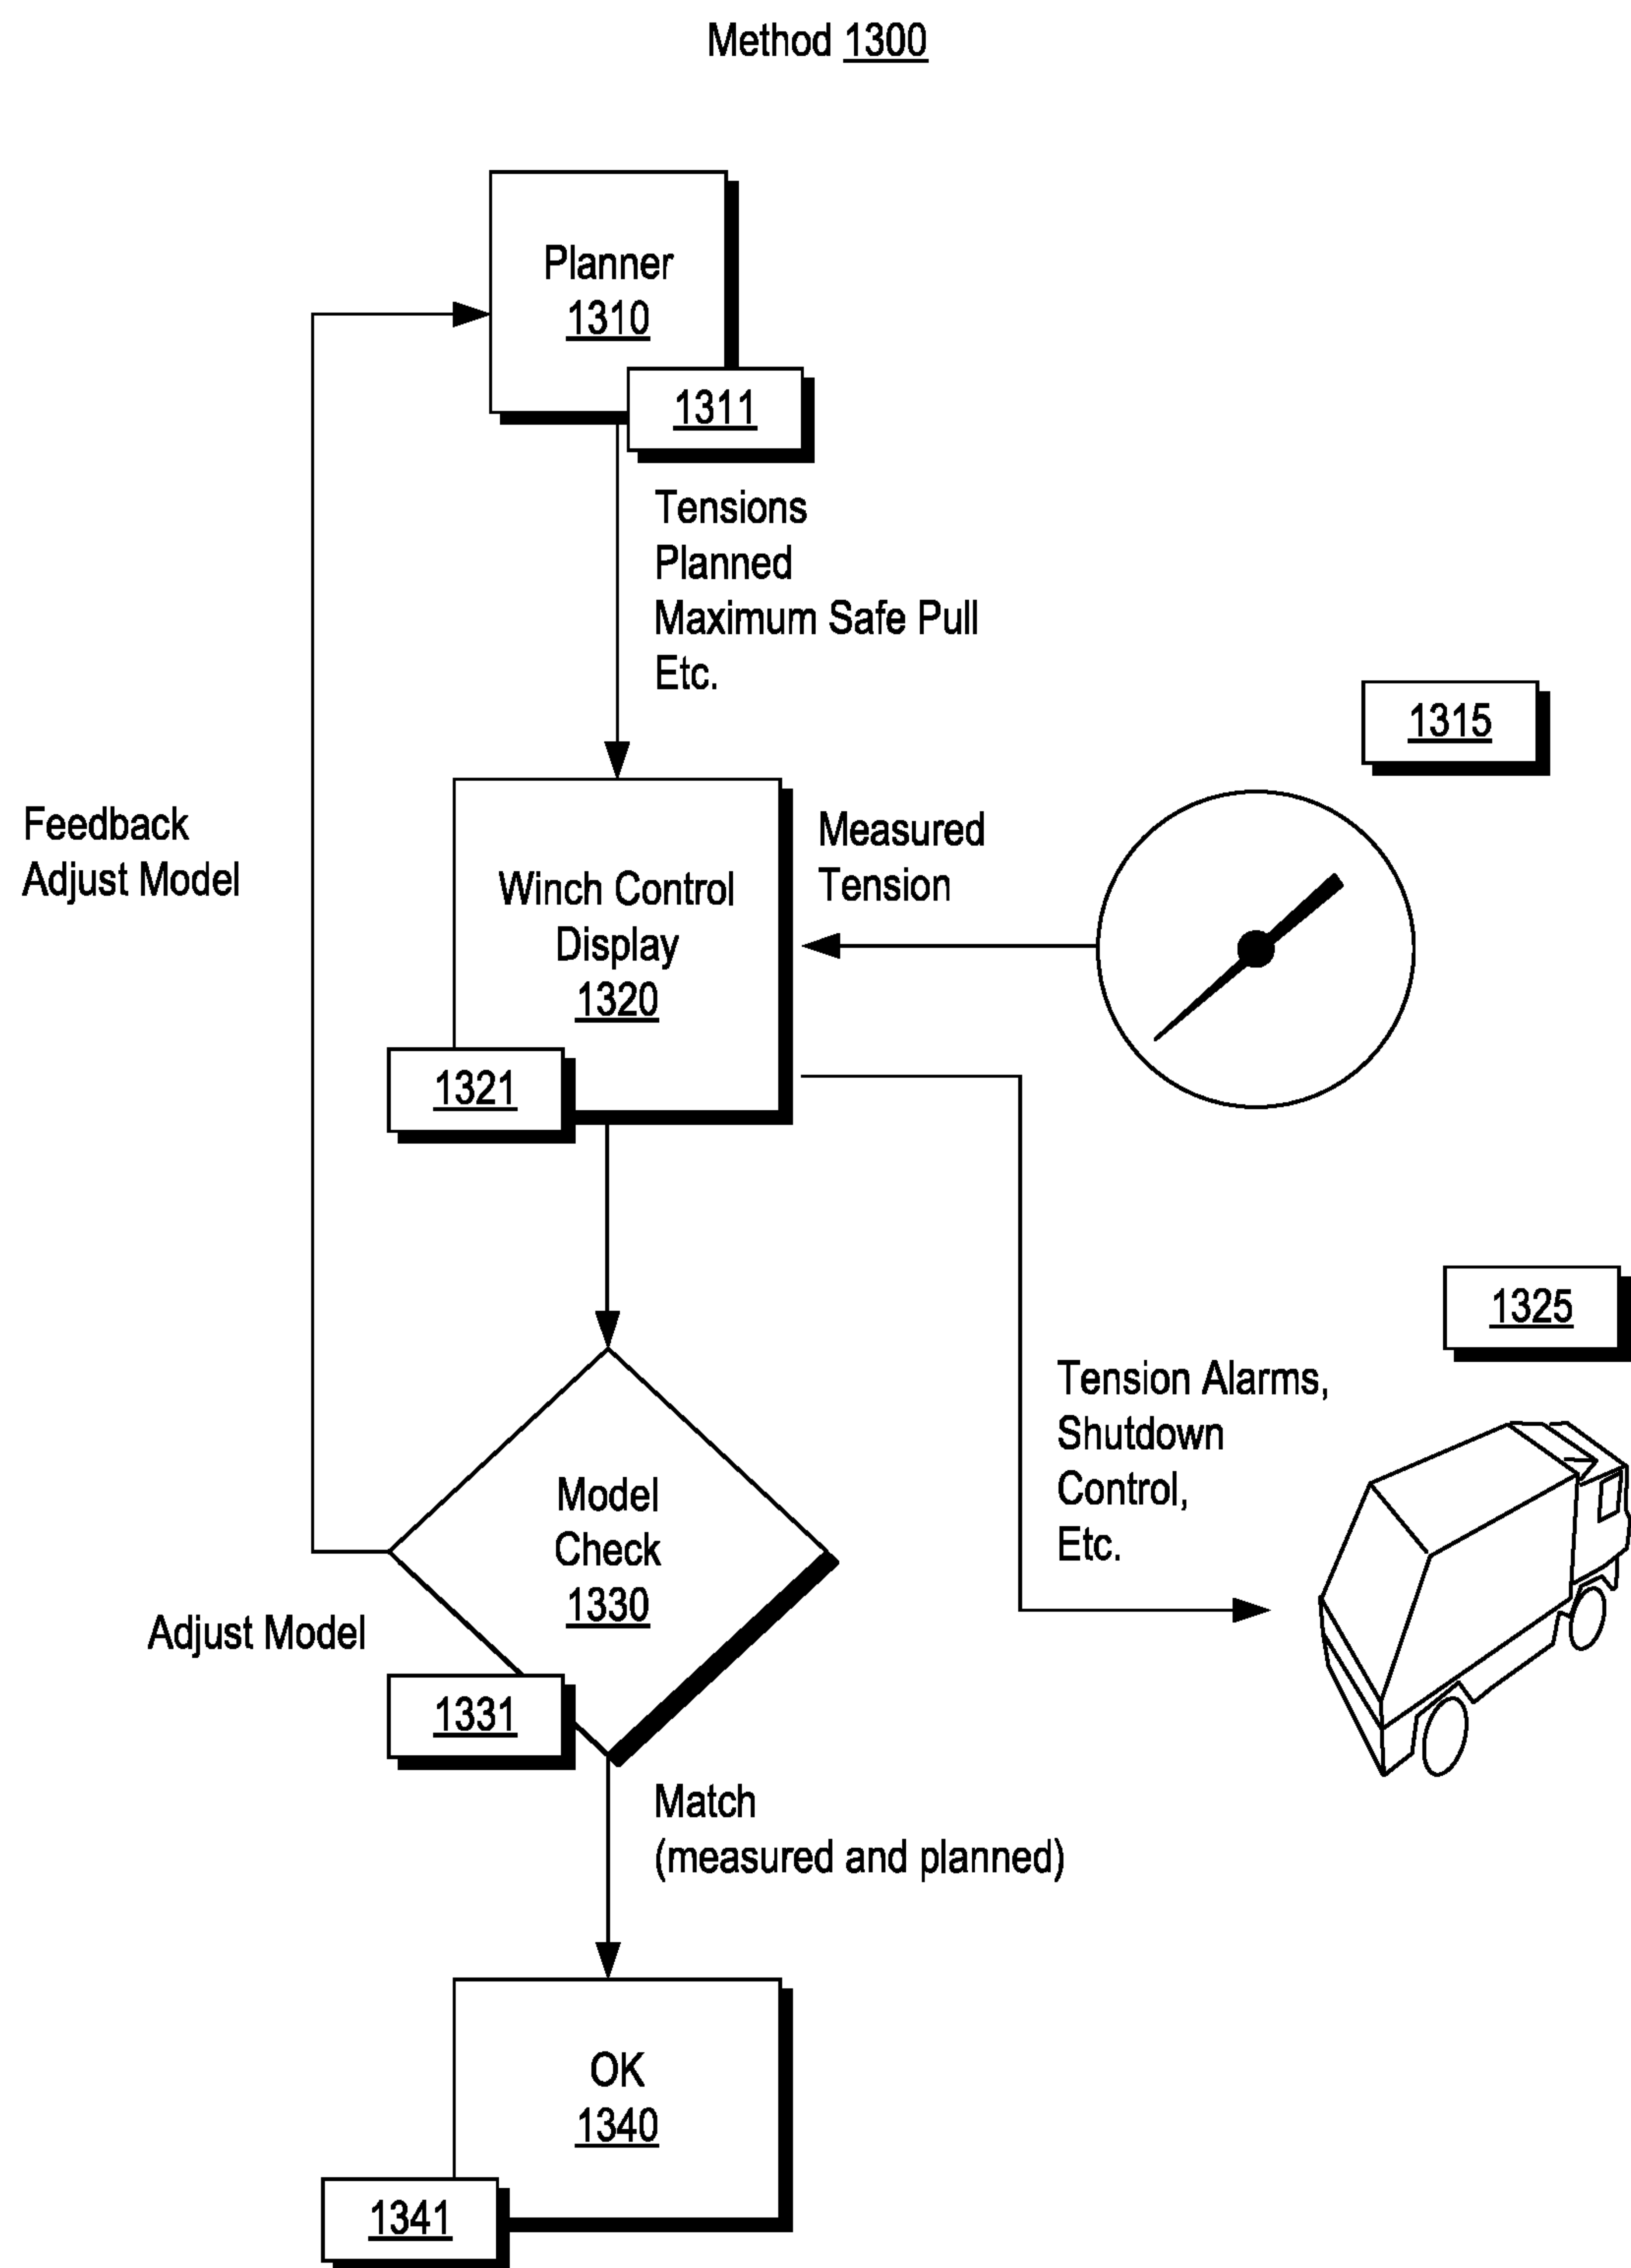 Method 1300
Planner
1310
1311
Tensions
Planned
Maximum Safe Pull
Etc.
1315
Feedback
Adjust Model
Measured
Tension
Winch Control
Display
1320
1321
1325
Tension Alarms,
Shutdown
Control,
Etc.
Model
Check
1330
Adjust Model
1331
Match
(measured and planned)
OK
1340
1341